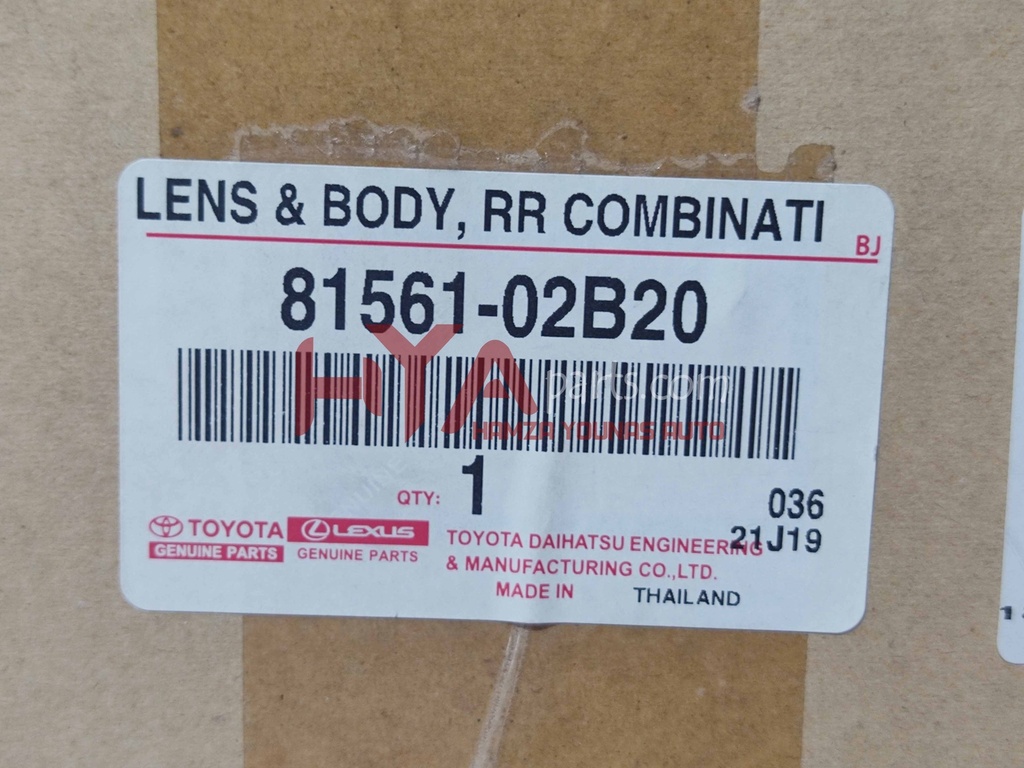 LENS & BODY, RR COMBINATI
BJ
81561-02B20
HYA parts.com
HAMZA YOUNAS AUTO
QTY: 1
036
21J19
TOYOTA
GENUINE PARTS
LEXUS
GENUINE PARTS
TOYOTA DAIHATSU ENGINEERING
& MANUFACTURING CO.,LTD.
MADE IN THAILAND